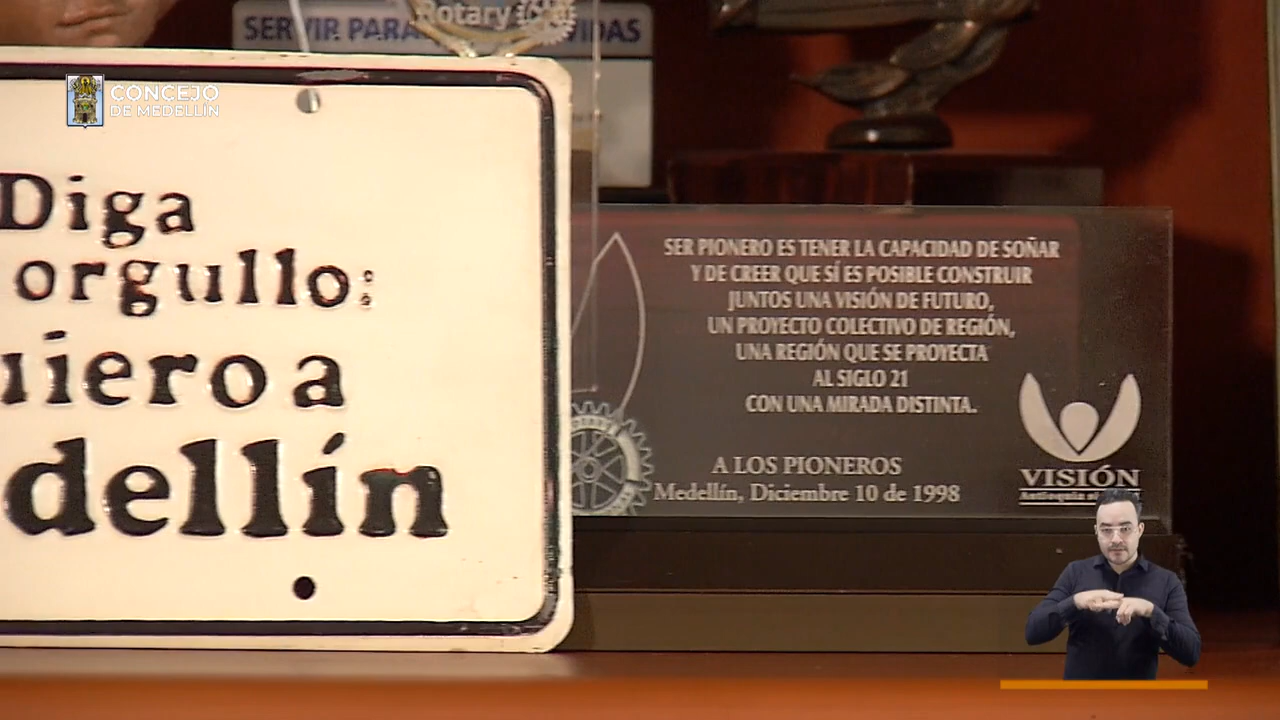 Rotary
SERVIR PARA VIDAS
CONCEJO
DE MEDELLÍN
Diga
orgullo:
uiero a
dellín
SER PIONERO ES TENER LA CAPACIDAD DE SOÑAR
Y DE CREER QUE SÍ ES POSIBLE CONSTRUIR
JUNTOS UNA VISIÓN DE FUTURO,
UN PROYECTO COLECTIVO DE REGIÓN,
UNA REGIÓN QUE SE PROYECTA
AL SIGLO 21
CON UNA MIRADA DISTINTA.
A LOS PIONEROS
Medellín, Diciembre 10 de 1998
VISIÓN
Antioquia